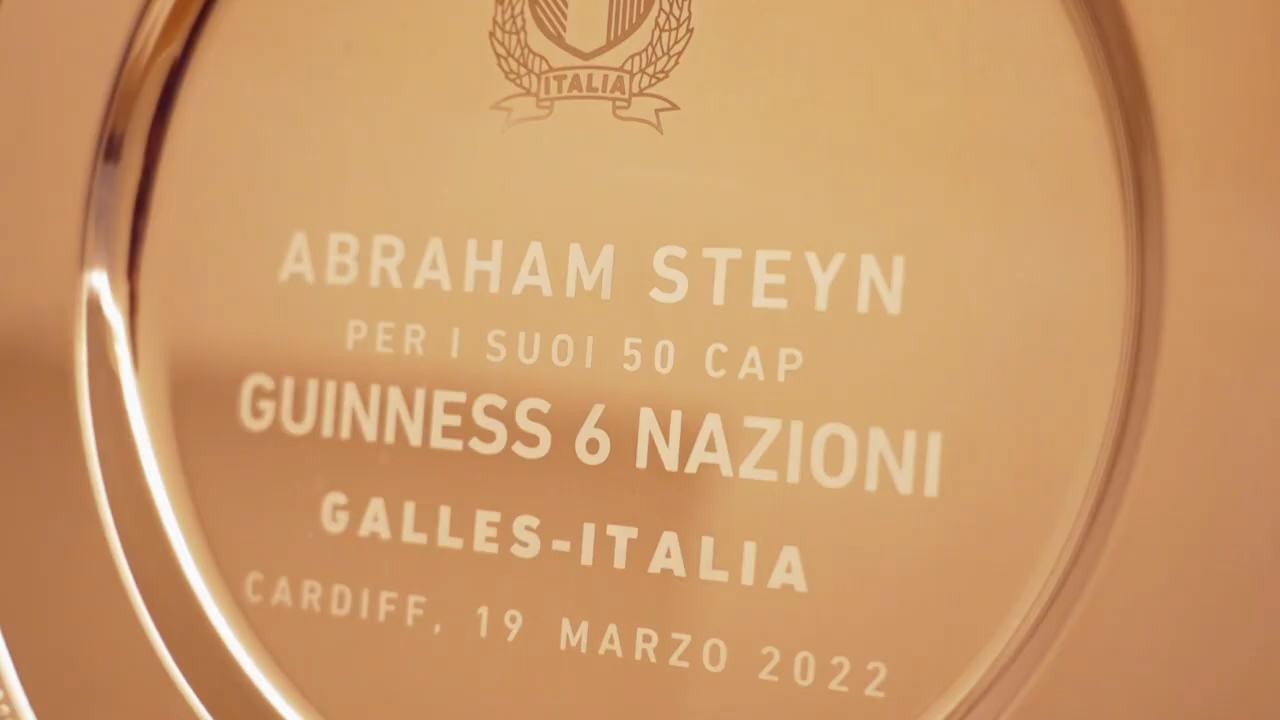 ITALIA
ABRAHAM STEYN
PER I SUOI 50 CAP
GUINNESS 6 NAZIONI
GALLES-ITALIA
CARDIFF, 19 MARZO 2022